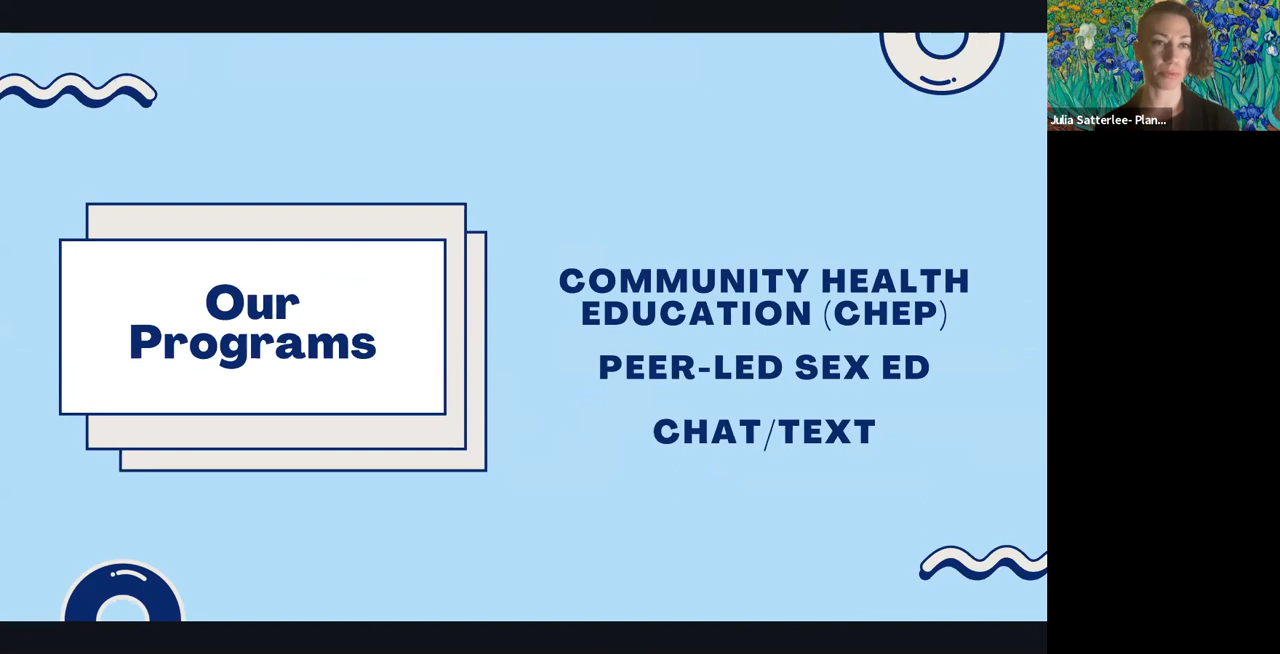 Our
Programs
COMMUNITY HEALTH
EDUCATION (CHEP)
PEER-LED SEX ED
CHAT/TEXT
Julia Satterlee- Plan...